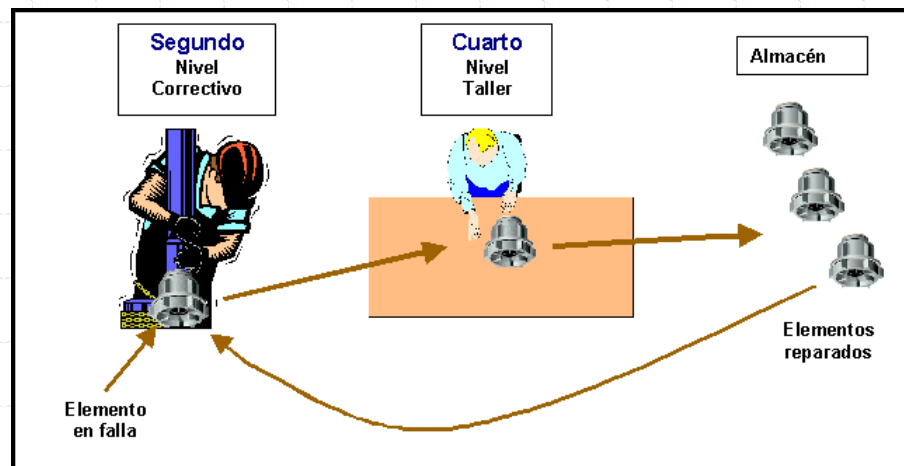 Segundo
Nivel
Correctivo
Cuarto
Nivel
Taller
Almacén
Elementos
reparados
Elemento
en falla